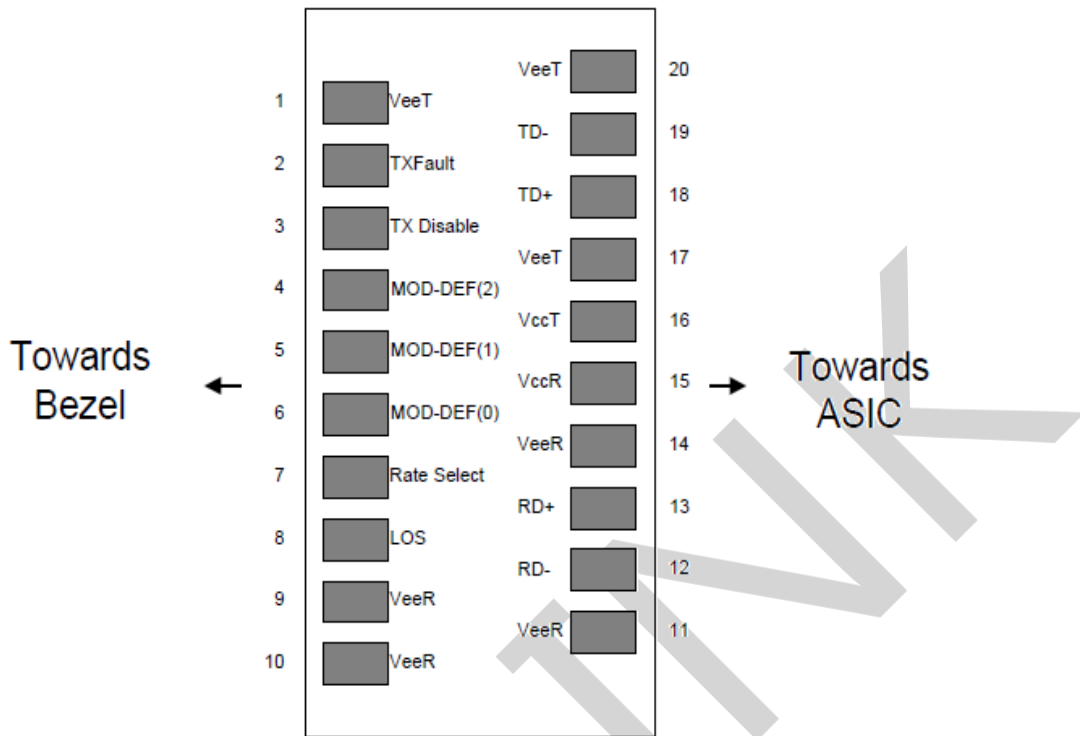 VeeT 20
1 VeeT
TD- 19
2 TXFault
TD+ 18
3 TX Disable
VeeT 17
4 MOD-DEF(2)
VccT 16
5 MOD-DEF(1)
Towards
Bezel
VccR 15
Towards
ASIC
6 MOD-DEF(0)
VeeR 14
7 Rate Select
RD+ 13
8 LOS
RD- 12
9 VeeR
VeeR 11
10 VeeR